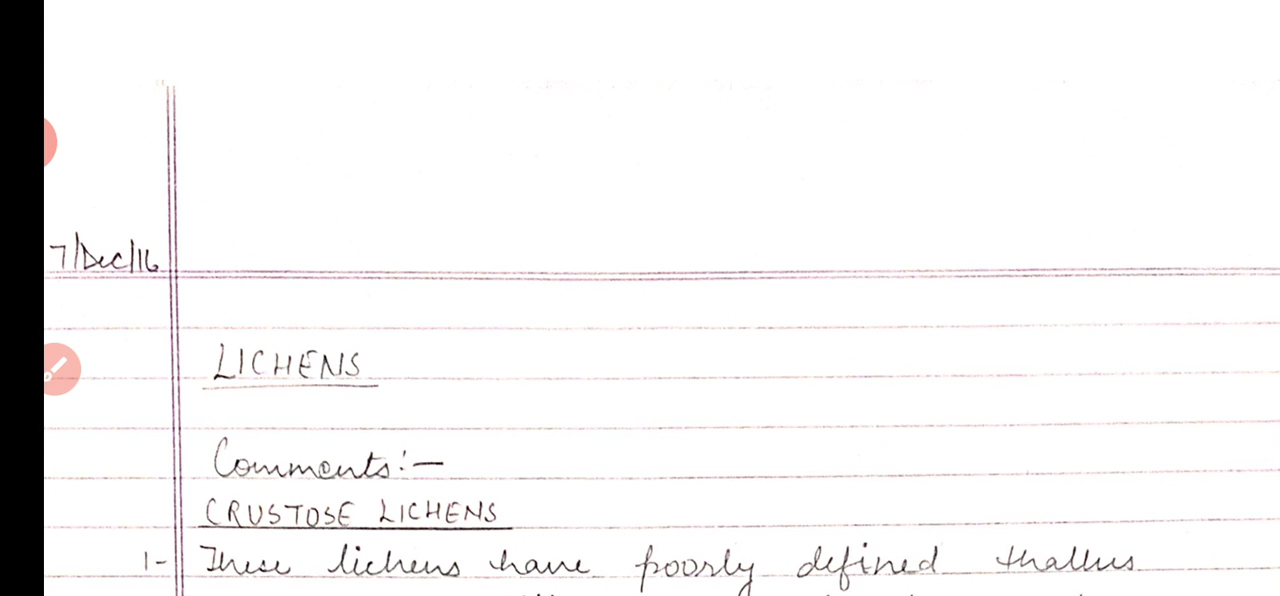 7/Dec/16
LICHENS
Comments:-
CRUSTOSE LICHENS
1- These lichens have poorly defined thallus